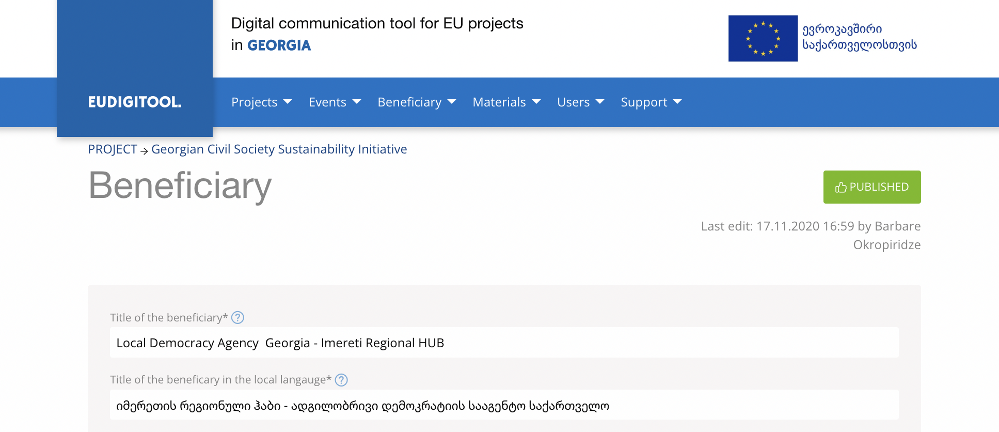 Digital communication tool for EU projects
in GEORGIA
ევროკავშირი
საქართველოსთვის
EUDIGITOOL.
Projects Events Beneficiary Materials Users Support
PROJECT → Georgian Civil Society Sustainability Initiative
Beneficiary
PUBLISHED
Last edit: 17.11.2020 16:59 by Barbare
Okropiridze
Title of the beneficiary* ?
Local Democracy Agency  Georgia - Imereti Regional HUB
Title of the beneficary in the local langauge* ?
იმერეთის რეგიონული ჰაბი - ადგილობრივი დემოკრატიის სააგენტო საქართველო